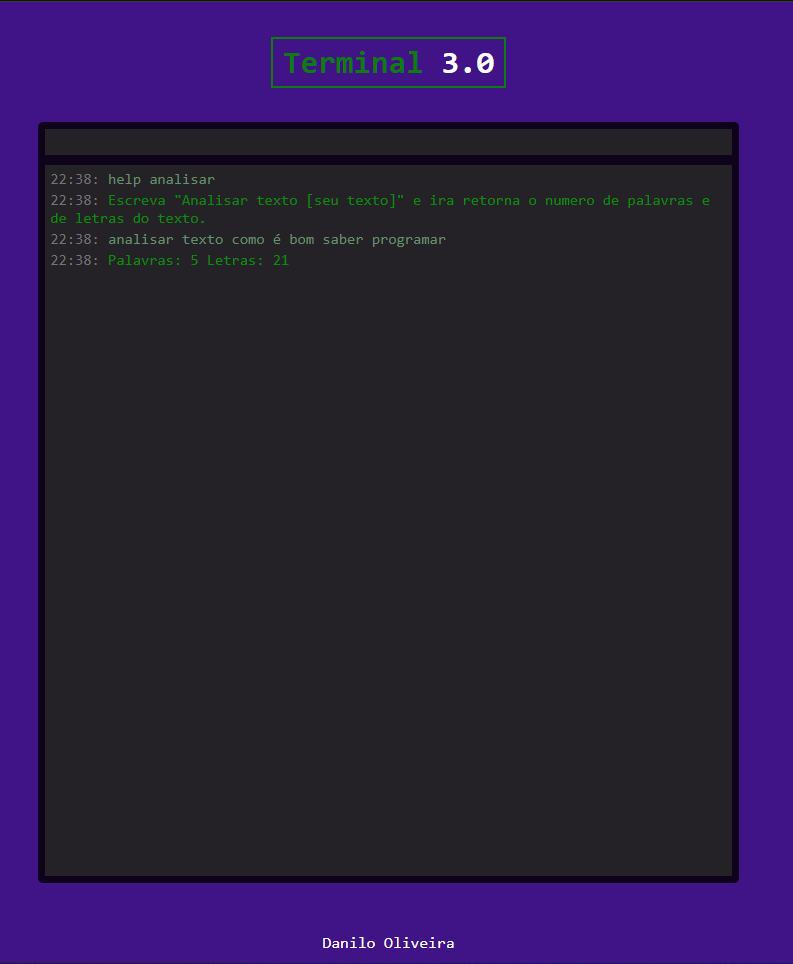 Terminal 3.0
22:38: help analisar
22:38: Escreva "Analisar texto [seu texto]" e ira retorna o numero de palavras e
de letras do texto.
22:38: analisar texto como é bom saber programar
22:38: Palavras: 5 Letras: 21
Danilo Oliveira